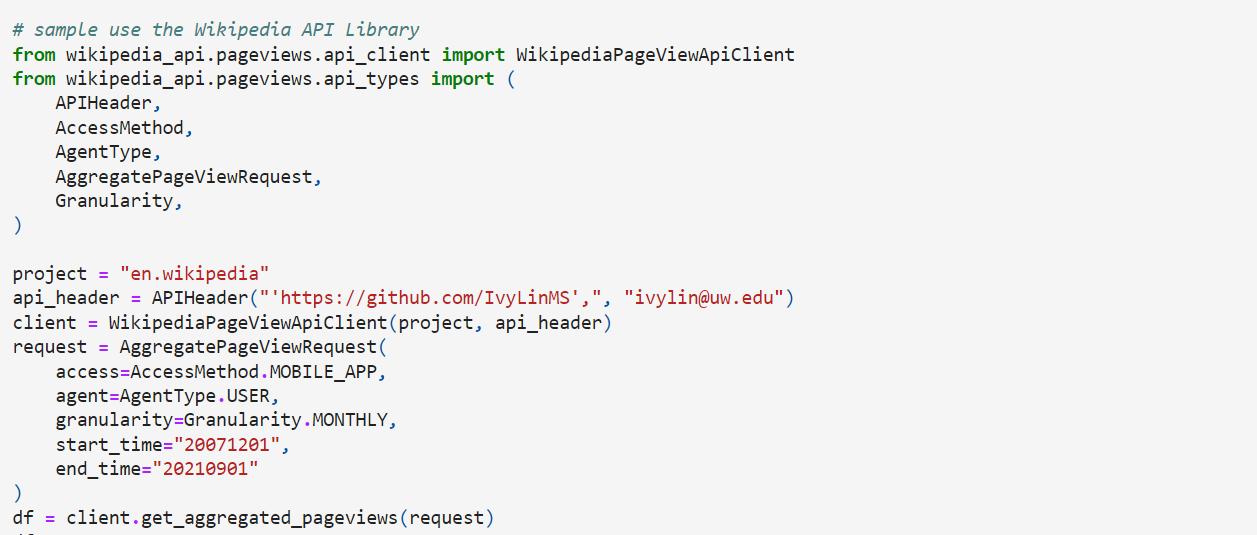 # sample use the Wikipedia API Library
from wikipedia_api.pageviews.api_client import WikipediaPageViewApiClient
from wikipedia_api.pageviews.api_types import (
    APIHeader,
    AccessMethod,
    AgentType,
    AggregatePageViewRequest,
    Granularity,
)

project = "en.wikipedia"
api_header = APIHeader("'https://github.com/IvyLinMS',", "ivylin@uw.edu")
client = WikipediaPageViewApiClient(project, api_header)
request = AggregatePageViewRequest(
    access=AccessMethod.MOBILE_APP,
    agent=AgentType.USER,
    granularity=Granularity.MONTHLY,
    start_time="20071201",
    end_time="20210901"
)
df = client.get_aggregated_pageviews(request)